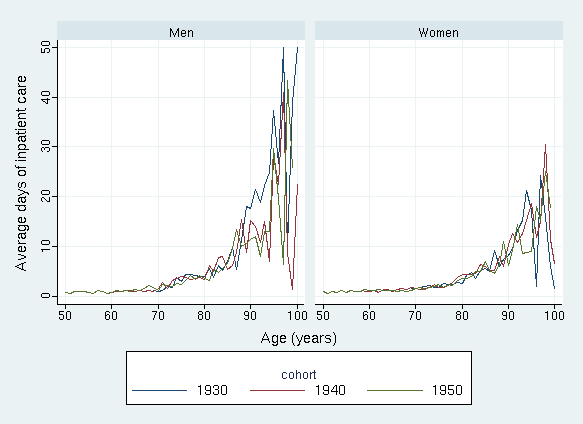 Men Women
Average days of inpatient care
50
40
30
20
10
0
50 60 70 80 90 100 50 60 70 80 90 100
Age (years)
cohort
1930 1940 1950